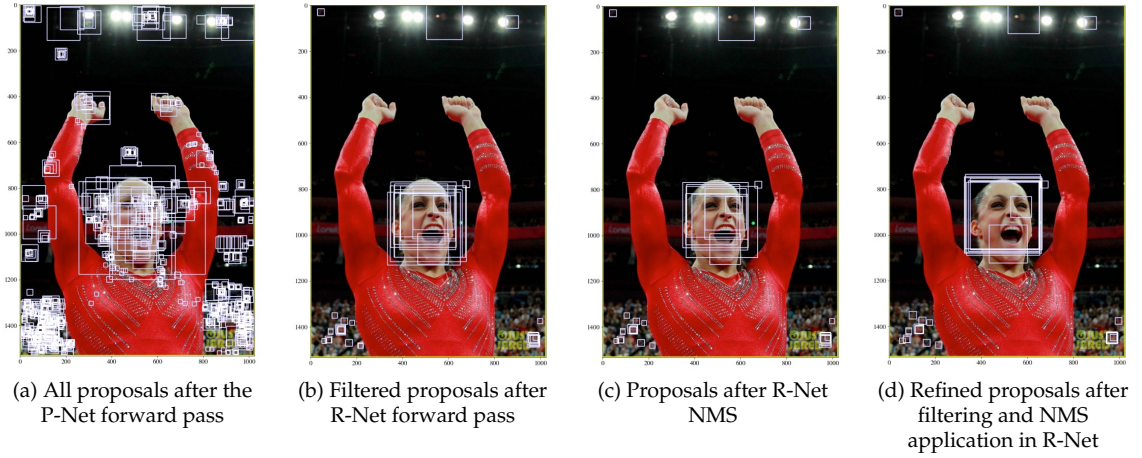 0
200
400
600
800
1000
1200
1400
0 200 400 600 800 1000
0
200
400
600
800
1000
1200
1400
0 200 400 600 800 1000
0
200
400
600
800
1000
1200
1400
0 200 400 600 800 1000
0
200
400
600
800
1000
1200
1400
0 200 400 600 800 1000
(a) All proposals after the
P-Net forward pass
(b) Filtered proposals after
R-Net forward pass
(c) Proposals after R-Net
NMS
(d) Refined proposals after
filtering and NMS
application in R-Net